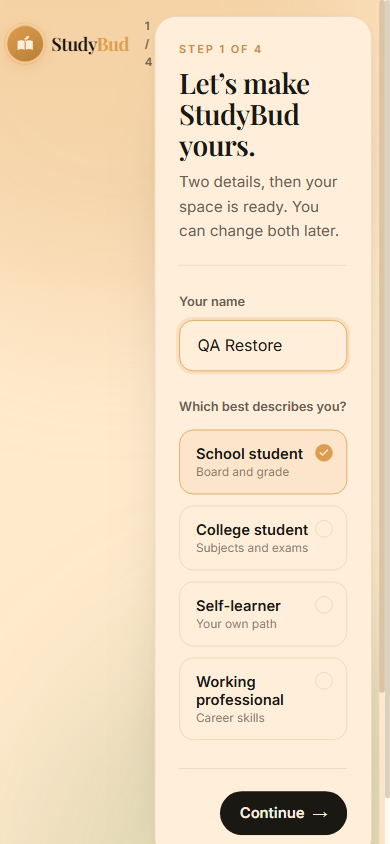 StudyBud
1
/
4
STEP 1 OF 4
Let’s make
StudyBud
yours.
Two details, then your
space is ready. You
can change both later.
Your name
QA Restore
Which best describes you?
School student
Board and grade
College student
Subjects and exams
Self-learner
Your own path
Working
professional
Career skills
Continue →